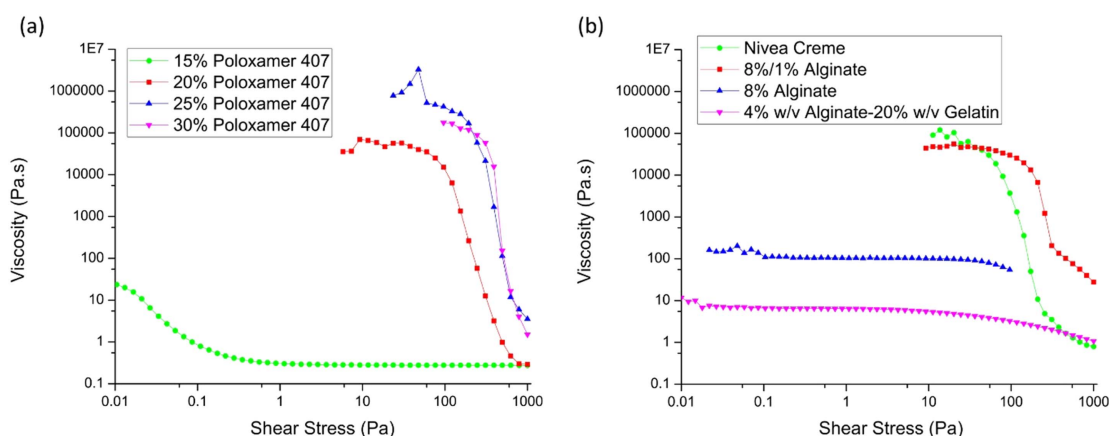 (a)
1E7
1000000
100000
10000
1000
100
10
1
0.1
Viscosity (Pa.s)
15% Poloxamer 407
20% Poloxamer 407
25% Poloxamer 407
30% Poloxamer 407
0.01 0.1 1 10 100 1000
Shear Stress (Pa)
(b)
1E7
1000000
100000
10000
1000
100
10
1
0.1
Viscosity (Pa.s)
Nivea Creme
8%/1% Alginate
8% Alginate
4% w/v Alginate-20% w/v Gelatin
0.01 0.1 1 10 100 1000
Shear Stress (Pa)